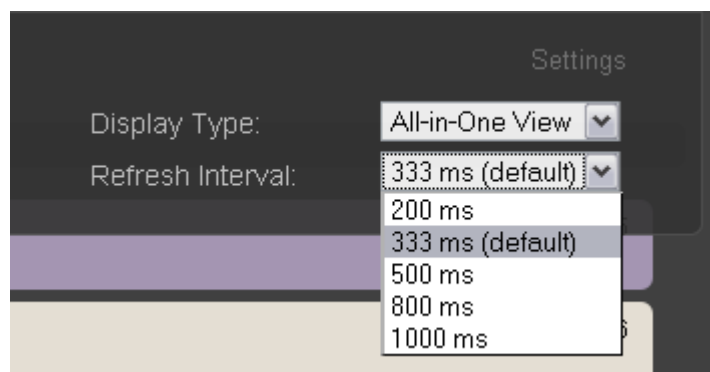 Settings
Display Type: All-in-One View
Refresh Interval: 333 ms (default)
200 ms
333 ms (default)
500 ms
800 ms
1000 ms